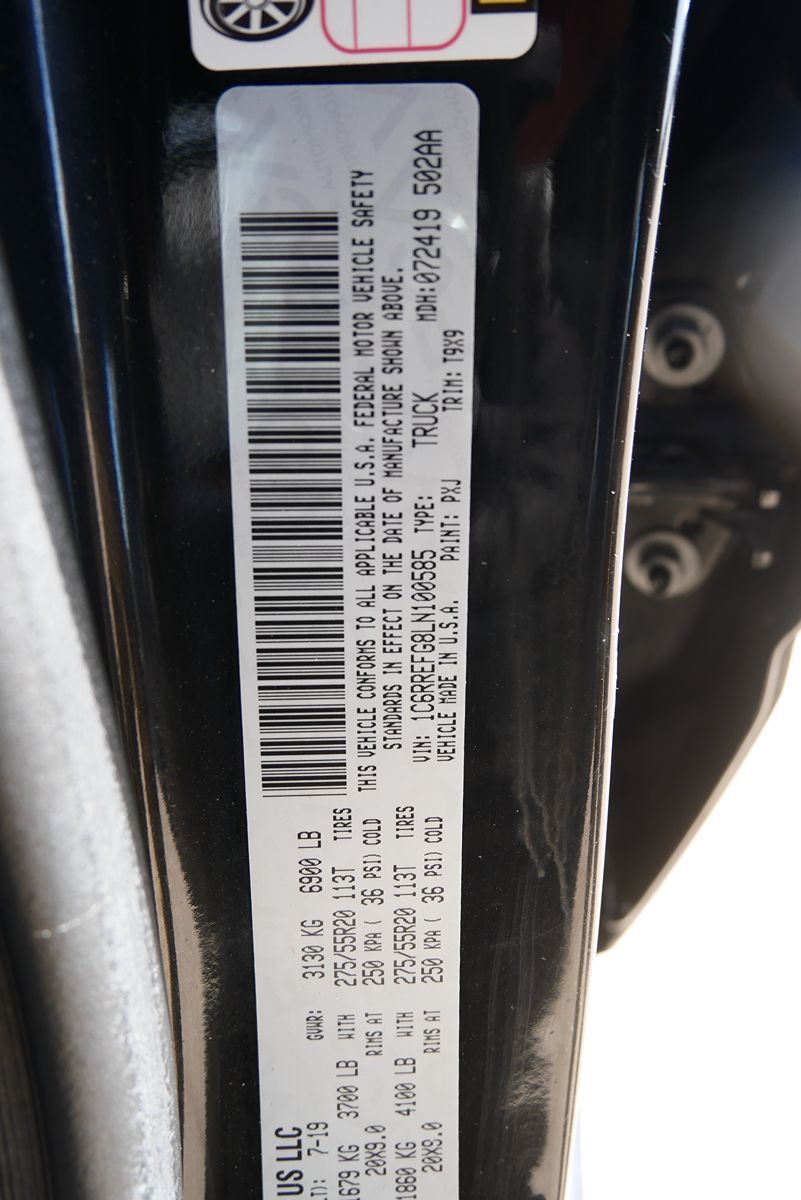 US LLC
7-19
GVWR: 3130 KG 6900 LB
1679 KG 3700 LB WITH 275/55R20 113T TIRES
20X9.0 RIMS AT 250 KPA ( 36 PSI) COLD
1860 KG 4100 LB WITH 275/55R20 113T TIRES
20X9.0 RIMS AT 250 KPA ( 36 PSI) COLD
THIS VEHICLE CONFORMS TO ALL APPLICABLE U.S.A. FEDERAL MOTOR VEHICLE SAFETY
STANDARDS IN EFFECT ON THE DATE OF MANUFACTURE SHOWN ABOVE.
VIN: 1C6RREFG8LN100585 TYPE: TRUCK MDH:072419 502AA
VEHICLE MADE IN U.S.A. PAINT: PXJ TRIM: T9X9